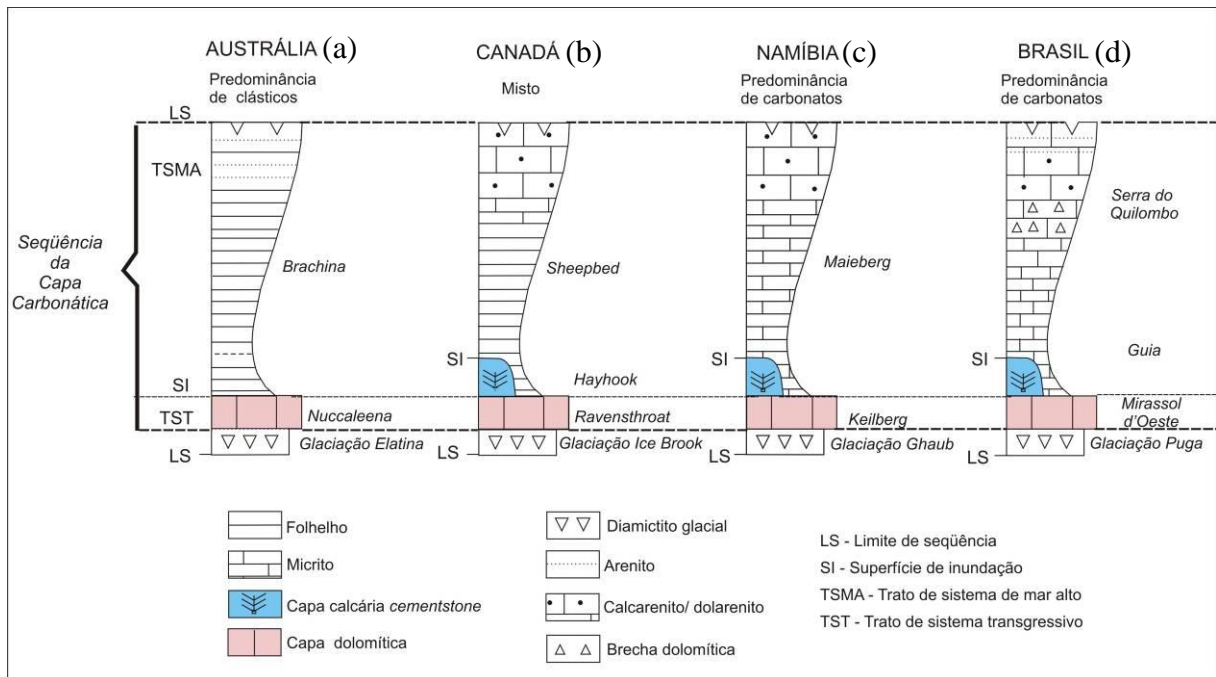 AUSTRÁLIA (a)
Predominância
de clásticos
CANADÁ (b)
Misto
NAMÍBIA (c)
Predominância
de carbonatos
BRASIL (d)
Predominância
de carbonatos
LS
TSMA
Seqüência
da
Capa
Carbonática
SI
TST
LS
Brachina
Nuccaleena
Glaciação Elatina
SI
Sheepbed
Hayhook
Ravensthroat
Glaciação Ice Brook
SI
Maieberg
Keilberg
LS
Glaciação Ghaub
SI
Serra do
Quilombo
Guia
Mirassol
d'Oeste
LS
Glaciação Puga
Folhelho
Micrito
Capa calcária cementstone
Capa dolomítica
Diamictito glacial
Arenito
Calcarenito/ dolarenito
Brecha dolomítica
LS - Limite de seqüência
SI - Superfície de inundação
TSMA - Trato de sistema de mar alto
TST - Trato de sistema transgressivo